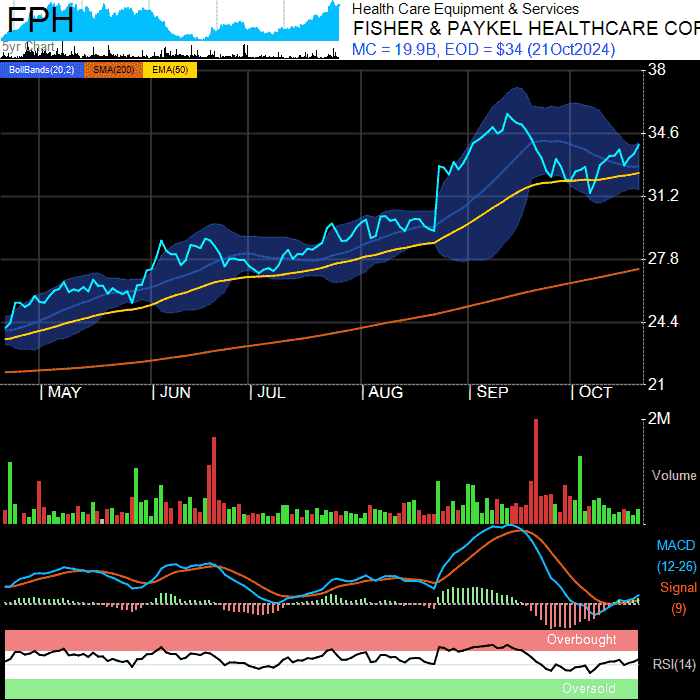 FPH
Health Care Equipment & Services
FISHER & PAYKEL HEALTHCARE COR
5yr Chart
MC = 19.9B, EOD = $34 (21Oct2024)
BollBands(20,2) SMA(200) EMA(50)
38
34.6
31.2
27.8
24.4
21
MAY JUN JUL AUG SEP OCT
2M
Volume
MACD
(12-26)
Signal
(9)
Overbought
RSI(14)
Oversold